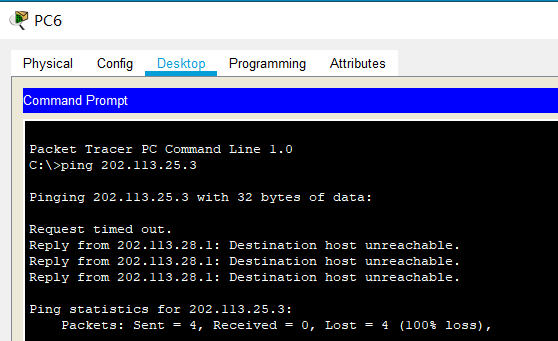 PC6
Physical Config Desktop Programming Attributes
Command Prompt
Packet Tracer PC Command Line 1.0
C:\>ping 202.113.25.3
Pinging 202.113.25.3 with 32 bytes of data:
Request timed out.
Reply from 202.113.28.1: Destination host unreachable.
Reply from 202.113.28.1: Destination host unreachable.
Reply from 202.113.28.1: Destination host unreachable.
Ping statistics for 202.113.25.3:
Packets: Sent = 4, Received = 0, Lost = 4 (100% loss),